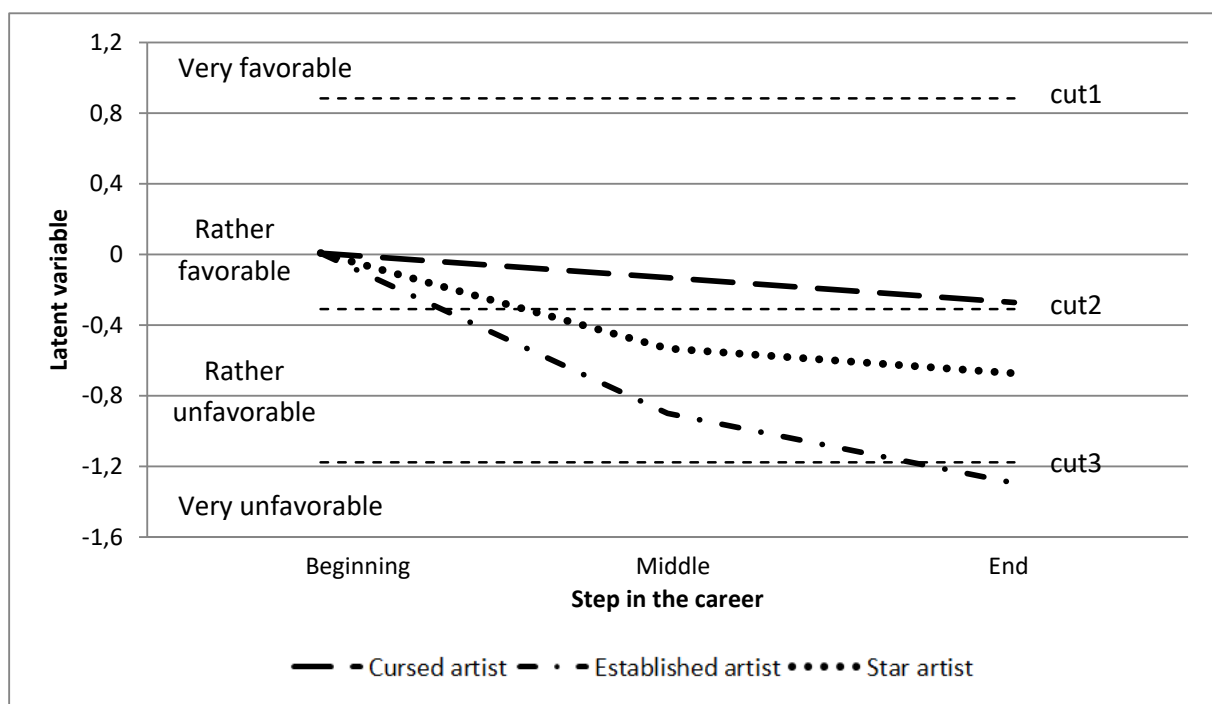 1,2
Very favorable
cut1
0,8
0,4
Rather
favorable
0
cut2
-0,4
Rather
unfavorable
-0,8
cut3
-1,2
Very unfavorable
-1,6
Latent variable
Beginning Middle End
Step in the career
Cursed artist Established artist Star artist